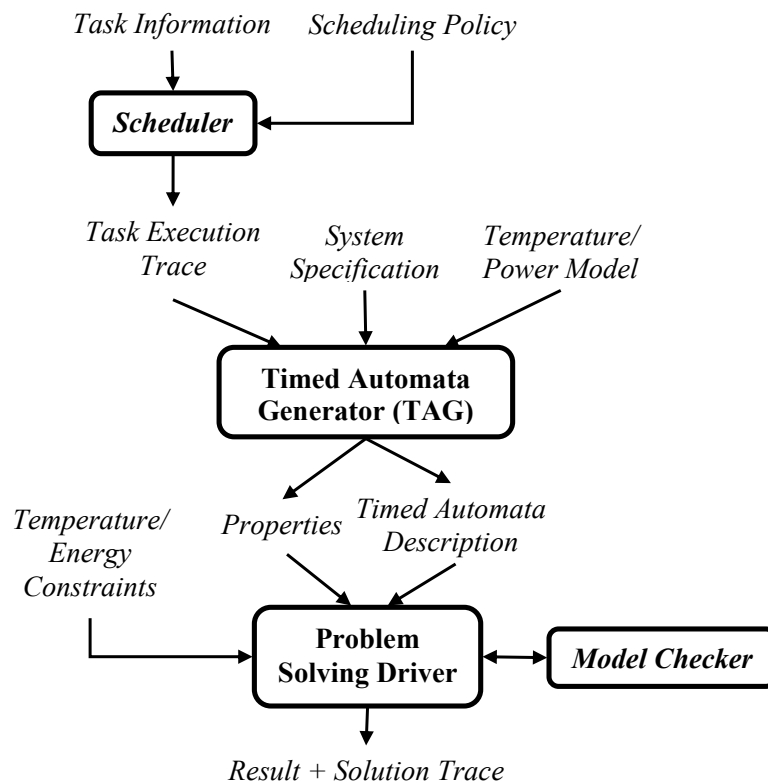 Task Information
Scheduling Policy
Scheduler
Task Execution
Trace
System
Specification
Temperature/
Power Model
Timed Automata
Generator (TAG)
Temperature/
Energy
Constraints
Properties
Timed Automata
Description
Problem
Solving Driver
Model Checker
Result + Solution Trace